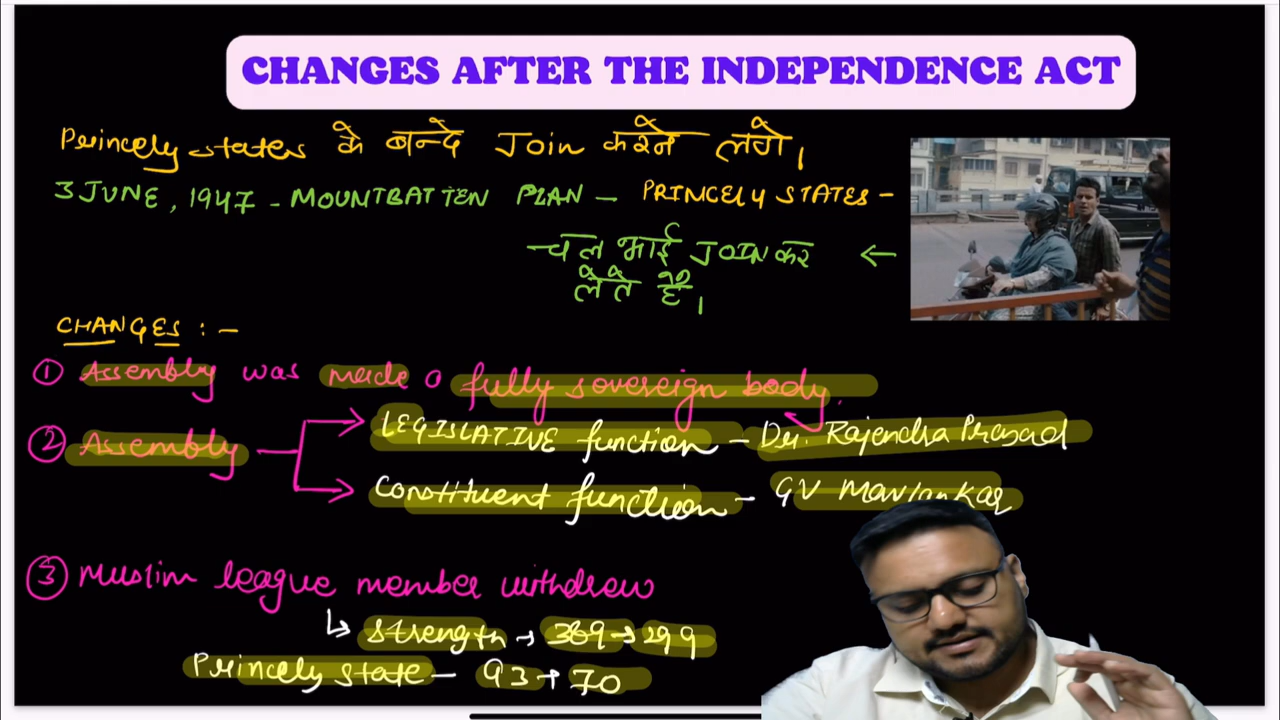 CHANGES AFTER THE INDEPENDENCE ACT
Princely states के बन्दे Join करने लगे।
3 JUNE, 1947 - MOUNTBATTEN PLAN - PRINCELY STATES -
चल भाई JOIN कर ←
लेते है।
CHANGES : -
① Assembly was made a fully sovereign body.
② Assembly → LEGISLATIVE function - Dr. Rajendra Prasad
→ Constituent function - GV Mavlankar
③ Muslim league member withdrew
↳ Strength → 389 → 299
Princely state - 93 → 70